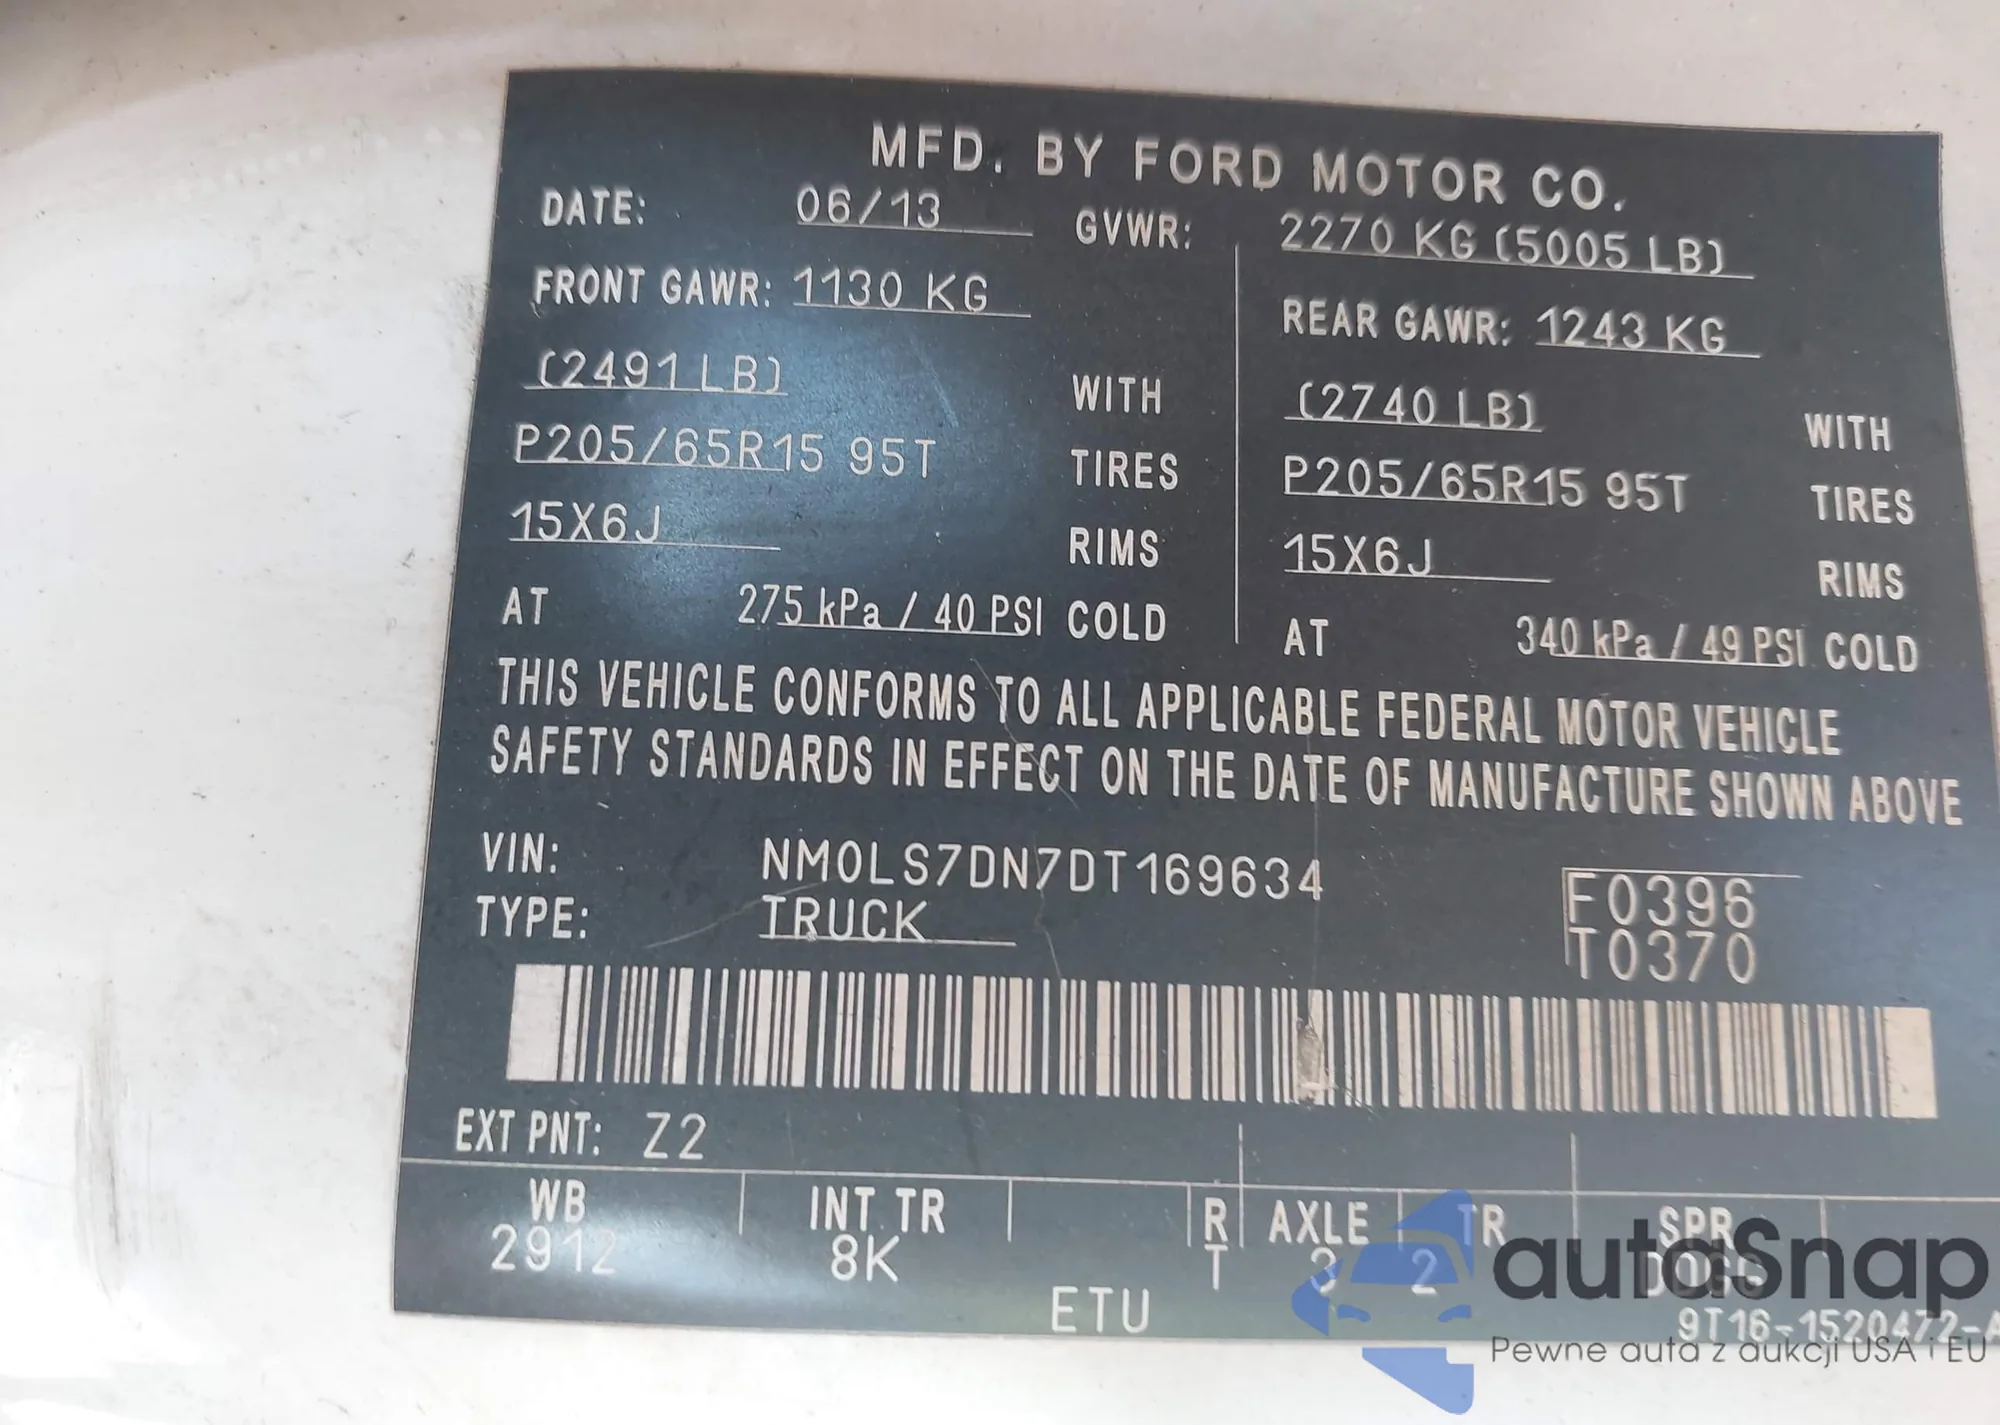 MFD. BY FORD MOTOR CO.
DATE: 06/13 GVWR: 2270 KG (5005 LB)
FRONT GAWR: 1130 KG REAR GAWR: 1243 KG
(2491 LB) WITH (2740 LB) WITH
P205/65R15 95T TIRES P205/65R15 95T TIRES
15X6J RIMS 15X6J RIMS
AT 275 kPa / 40 PSI COLD AT 340 kPa / 49 PSI COLD
THIS VEHICLE CONFORMS TO ALL APPLICABLE FEDERAL MOTOR VEHICLE
SAFETY STANDARDS IN EFFECT ON THE DATE OF MANUFACTURE SHOWN ABOVE
VIN: NM0LS7DN7DT169634 F0396
TYPE: TRUCK T0370
EXT PNT: Z2
WB INT TR R AXLE TR SPR
2912 8K T 3 2
ETU
autaSnap
Pewne auta z aukcji USA i EU